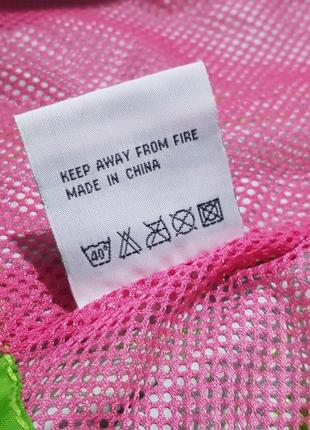 KEEP AWAY FROM FIRE
MADE IN CHINA
40°